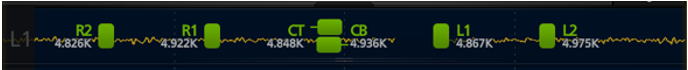 R2 R1 CT CB L1 L2
L1 4.826K 4.922K 4.848K 4.936K 4.867K 4.975K